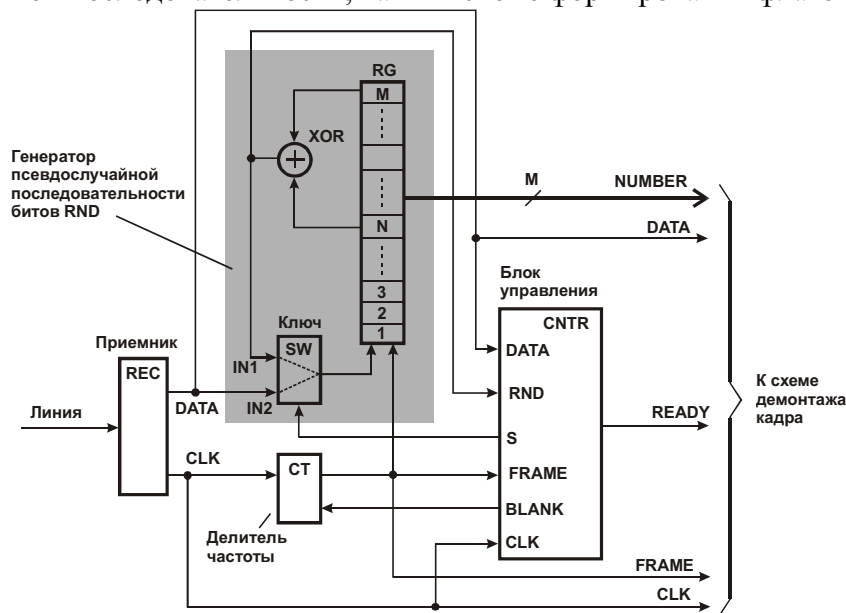 RG
M
XOR
Генератор
псевдослучайной
последовательности
битов RND
M
NUMBER
N
DATA
Блок
управления
3
2
1
Ключ
SW
CNTR
Приемник
REC
IN1
DATA
К схеме
демонтажа
кадра
Линия
DATA
IN2
RND
READY
S
CLK
CT
FRAME
BLANK
Делитель
частоты
CLK
FRAME
CLK